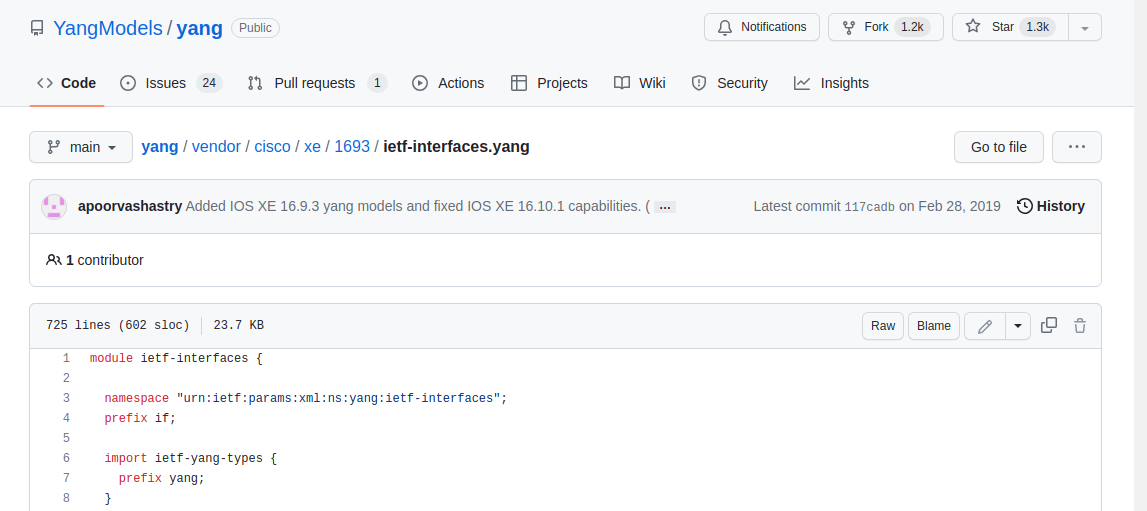 YangModels / yang Public Notifications Fork 1.2k Star 1.3k
Code Issues 24 Pull requests 1 Actions Projects Wiki Security Insights
main yang / vendor / cisco / xe / 1693 / ietf-interfaces.yang Go to file ...
apoorvashastry Added IOS XE 16.9.3 yang models and fixed IOS XE 16.10.1 capabilities. ( ... Latest commit 117cadb on Feb 28, 2019 History
1 contributor
725 lines (602 sloc) 23.7 KB Raw Blame
1 module ietf-interfaces {
2
3 namespace "urn:ietf:params:xml:ns:yang:ietf-interfaces";
4 prefix if;
5
6 import ietf-yang-types {
7 prefix yang;
8 }